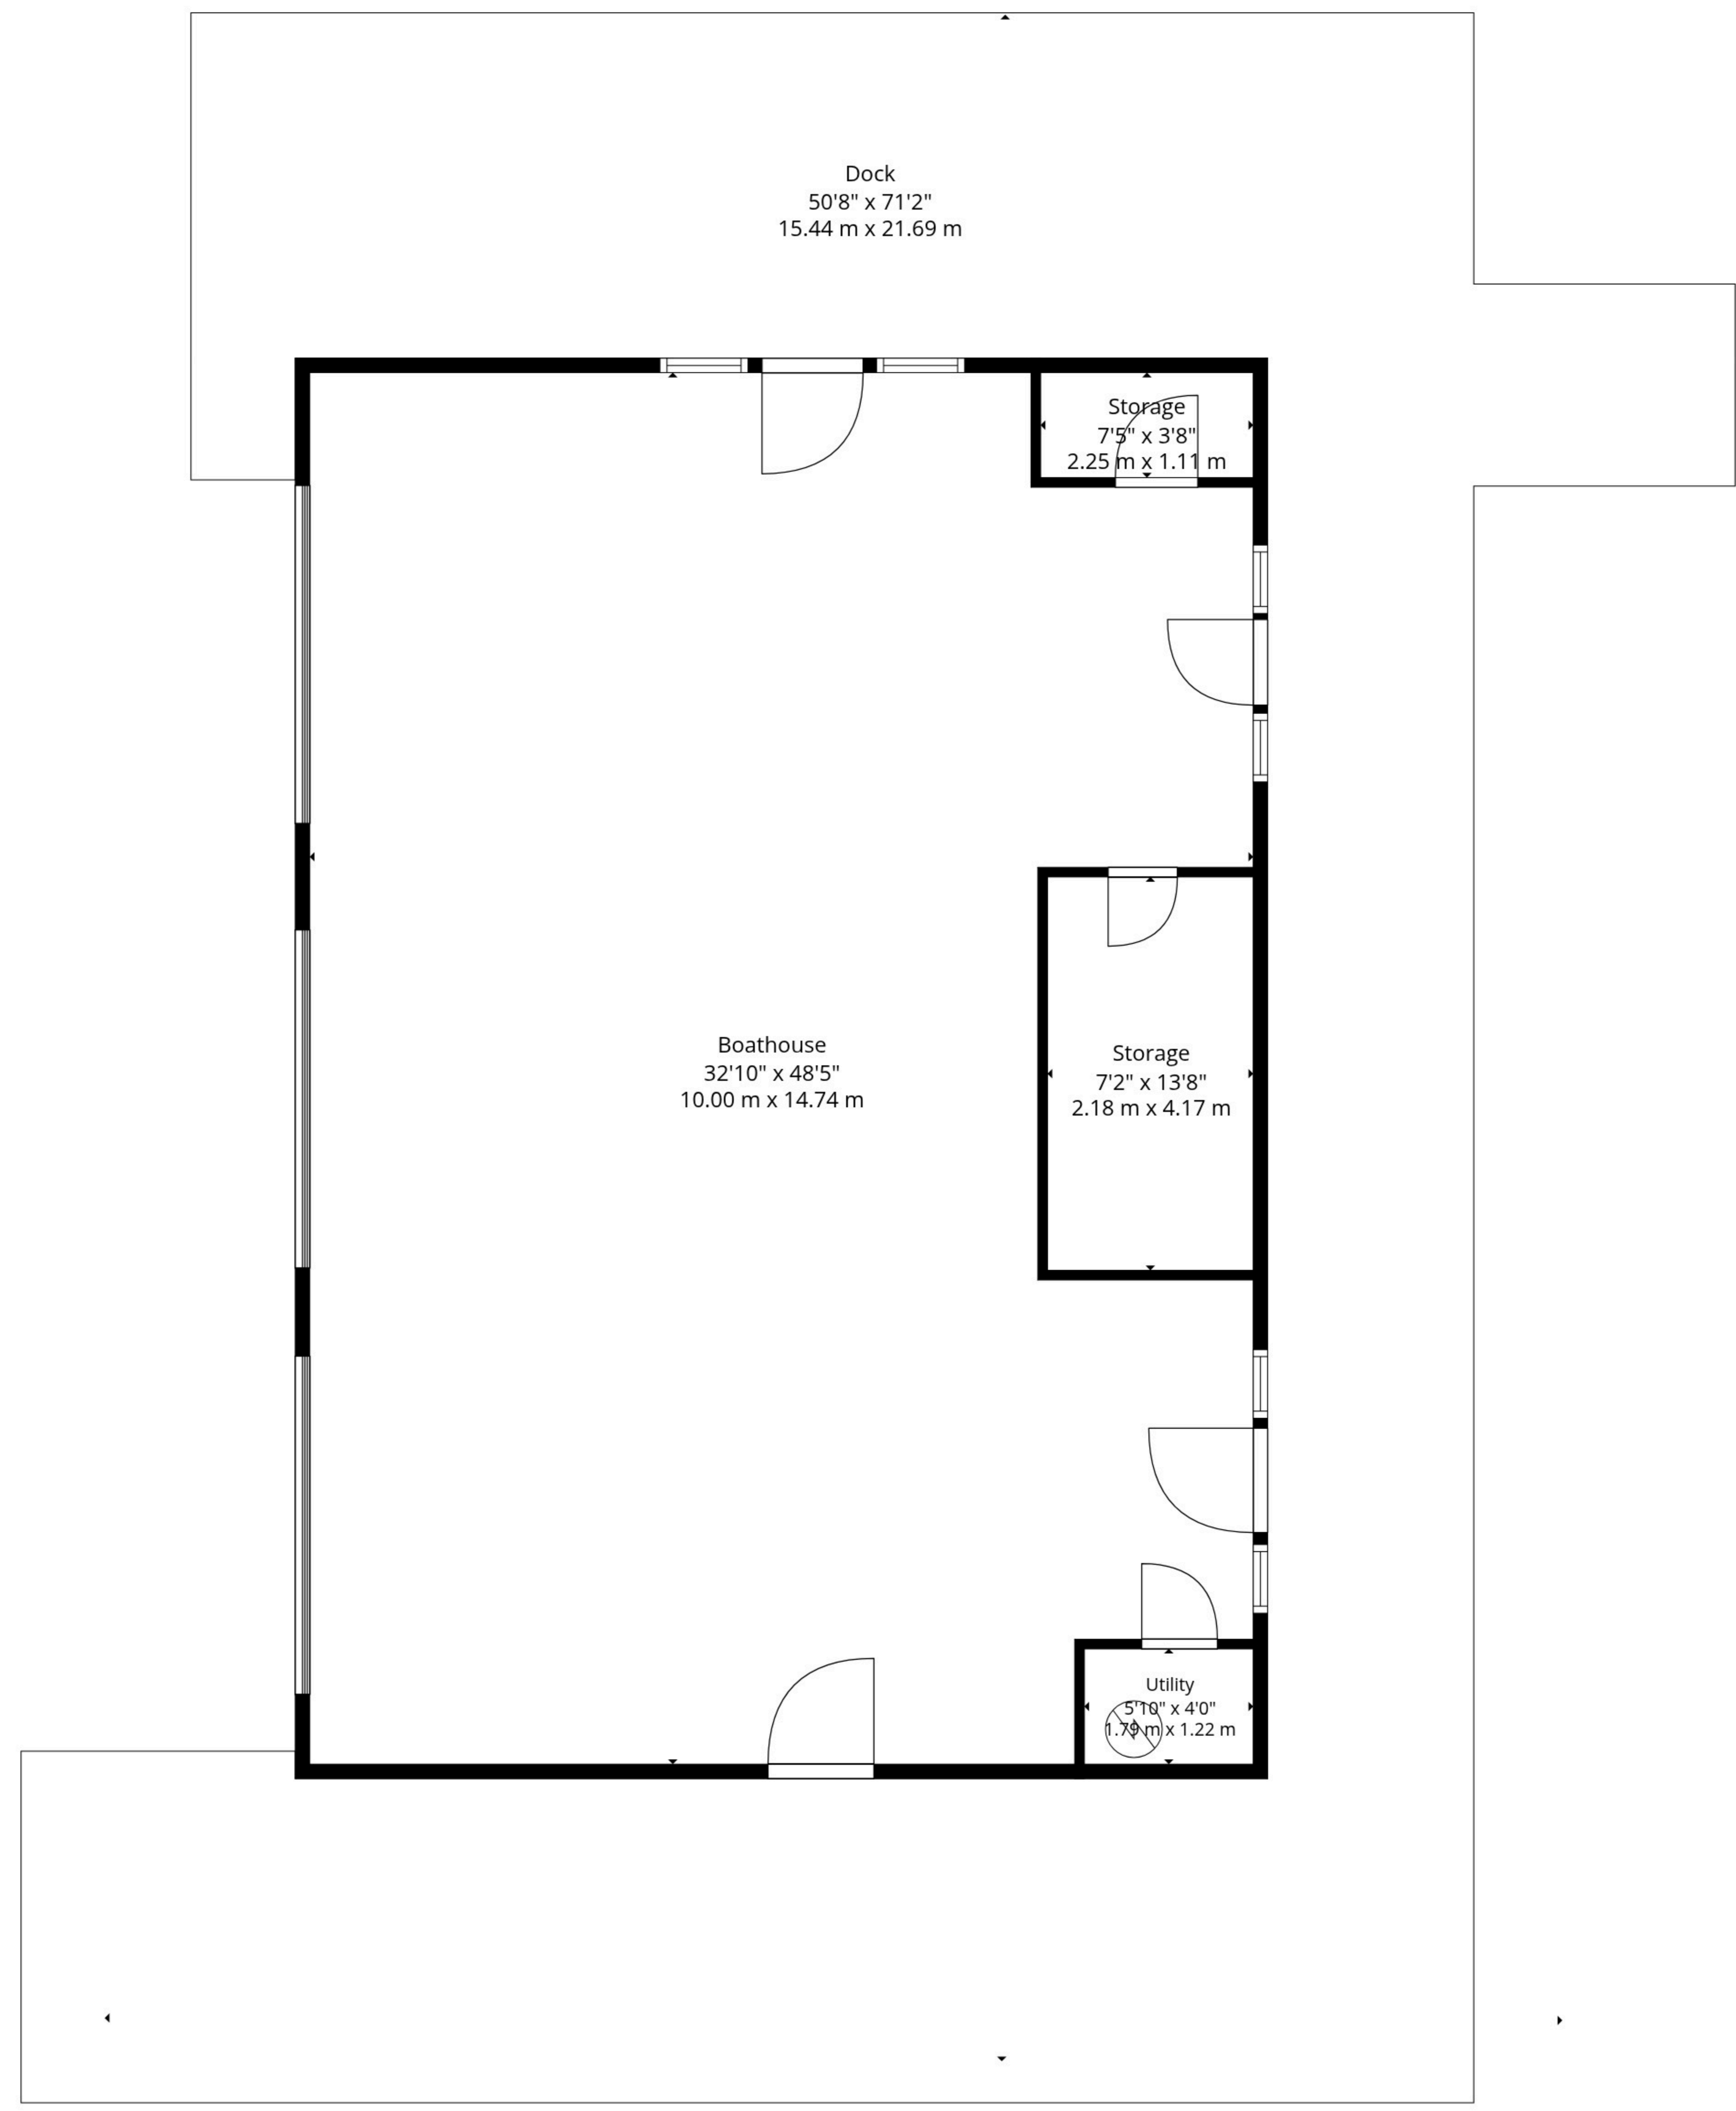 Dock
50'8" x 71'2"
15.44 m x 21.69 m
Storage
7'5" x 3'8"
2.25 m x 1.11 m
Boathouse
32'10" x 48'5"
10.00 m x 14.74 m
Storage
7'2" x 13'8"
2.18 m x 4.17 m
Utility
5'10" x 4'0"
1.79 m x 1.22 m